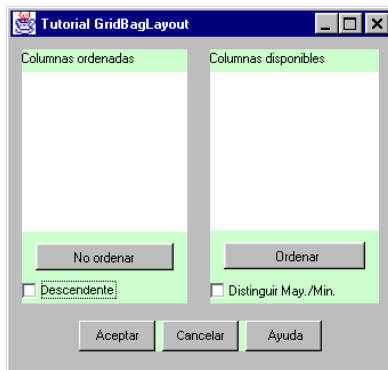 Tutorial GridBagLayout
Columnas ordenadas
Columnas disponibles
No ordenar
Ordenar
Descendente
Distinguir May./Min.
Aceptar
Cancelar
Ayuda